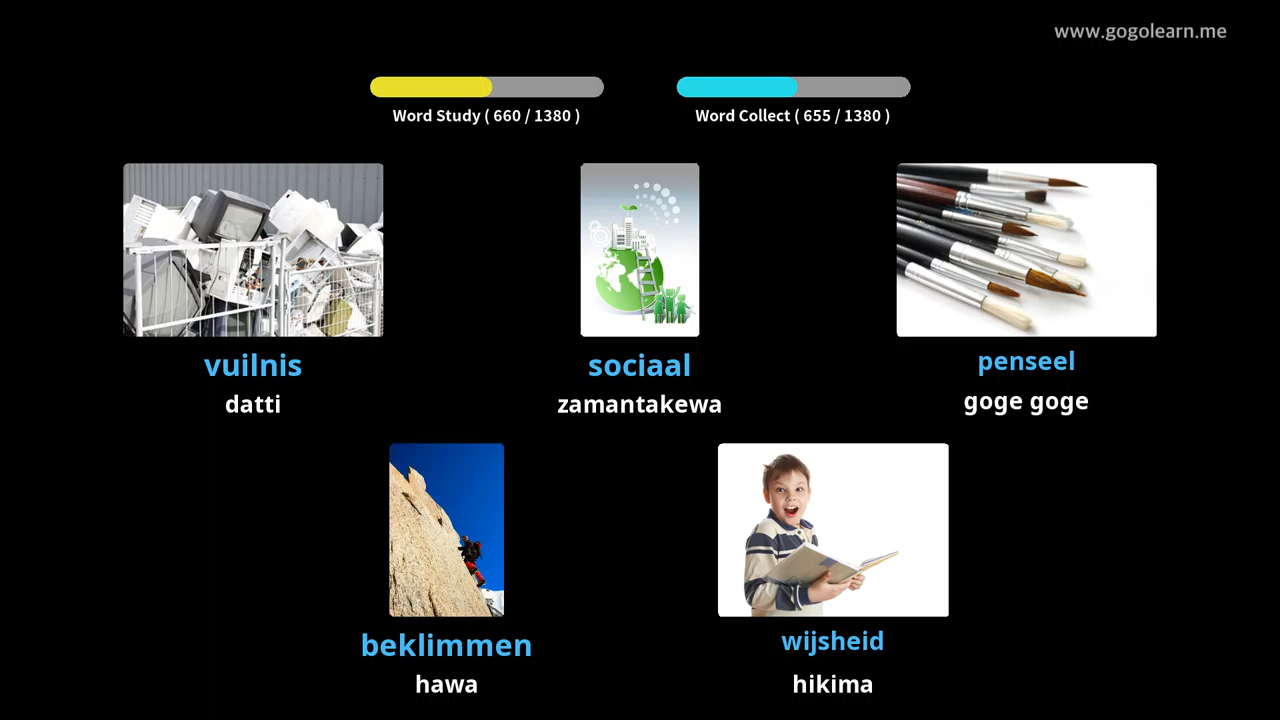 www.gogolearn.me
Word Study ( 660 / 1380 )
Word Collect ( 655 / 1380 )
vuilnis
datti
sociaal
zamantakewa
penseel
goge goge
beklimmen
hawa
wijsheid
hikima